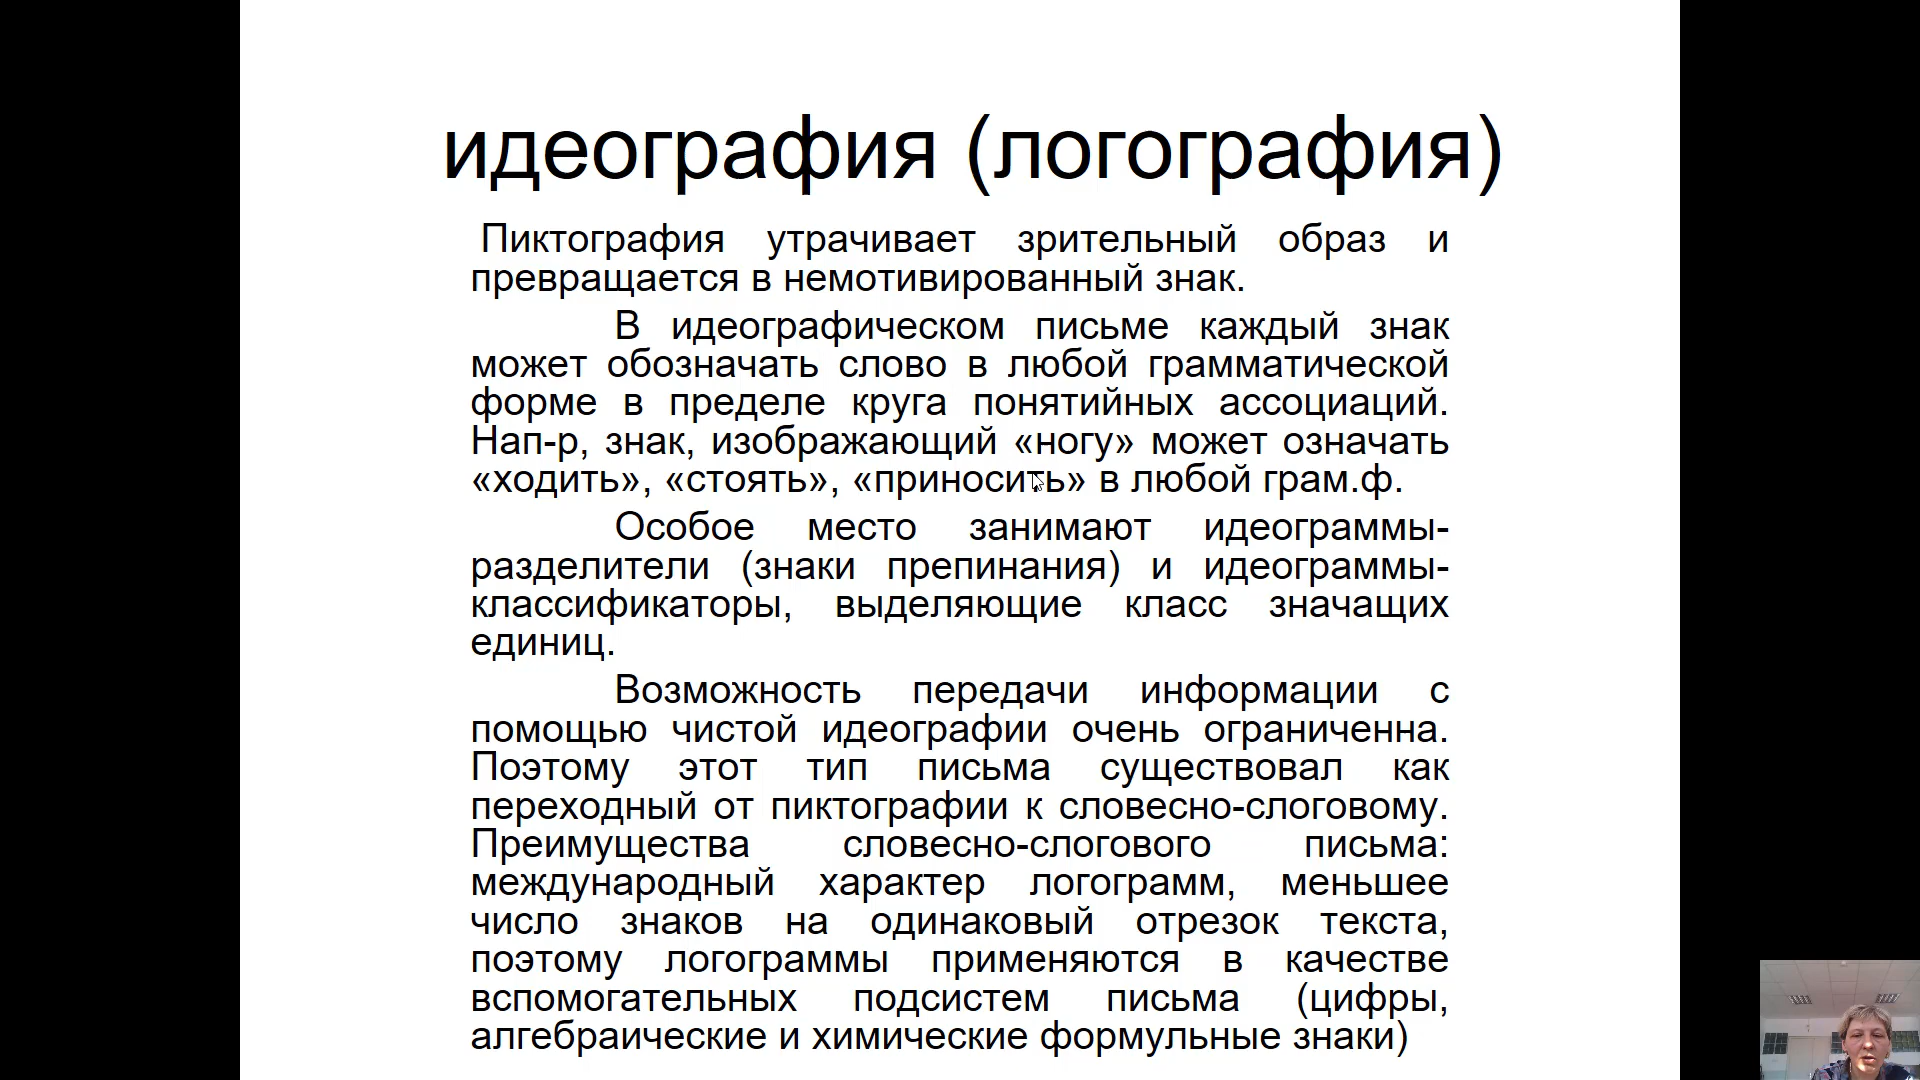 идеография (логография)
Пиктография утрачивает зрительный образ и
превращается в немотивированный знак.
В идеографическом письме каждый знак
может обозначать слово в любой грамматической
форме в пределе круга понятийных ассоциаций.
Нап-р, знак, изображающий «ногу» может означать
«ходить», «стоять», «приносить» в любой грам.ф.
Особое место занимают идеограммы-
разделители (знаки препинания) и идеограммы-
классификаторы, выделяющие класс значащих
единиц.
Возможность передачи информации с
помощью чистой идеографии очень ограниченна.
Поэтому этот тип письма существовал как
переходный от пиктографии к словесно-слоговому.
Преимущества словесно-слогового письма:
международный характер логограмм, меньшее
число знаков на одинаковый отрезок текста,
поэтому логограммы применяются в качестве
вспомогательных подсистем письма (цифры,
алгебраические и химические формульные знаки)